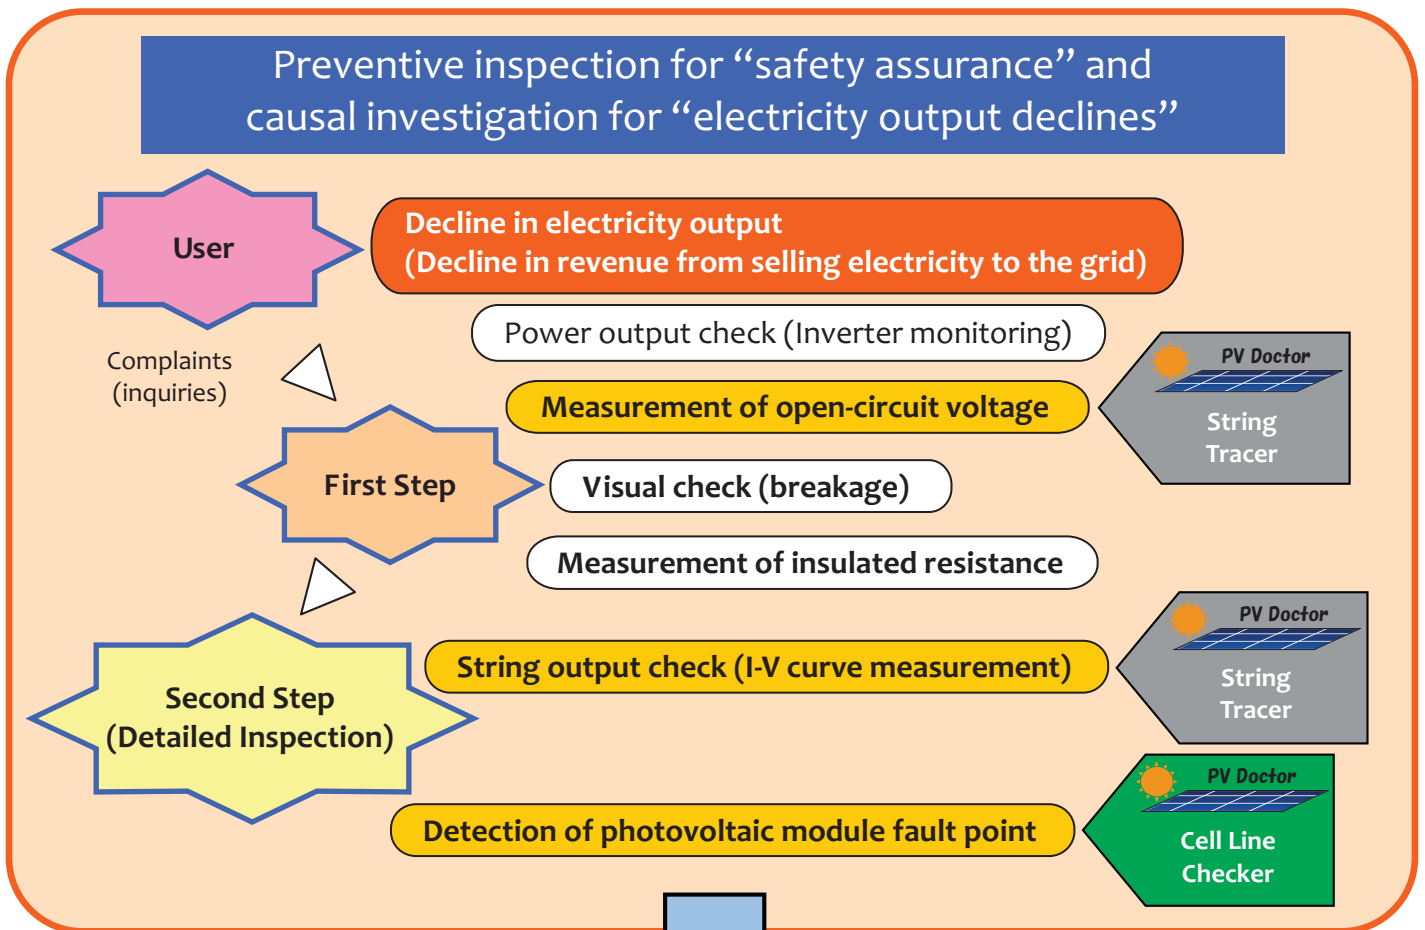 Preventive inspection for “safety assurance” and
causal investigation for “electricity output declines”
User
Decline in electricity output
(Decline in revenue from selling electricity to the grid)
Complaints
(inquiries)
Power output check (Inverter monitoring)
Measurement of open-circuit voltage
PV Doctor
String
Tracer
First Step
Visual check (breakage)
Measurement of insulated resistance
Second Step
(Detailed Inspection)
String output check (I-V curve measurement)
PV Doctor
String
Tracer
Detection of photovoltaic module fault point
PV Doctor
Cell Line
Checker